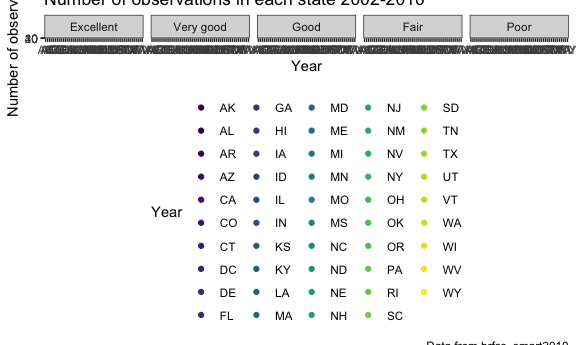 Number of observations in each state 2002-2010
Excellent Very good Good Fair Poor
Number of observ
Year
AK GA MD NJ SD
AL HI ME NM TN
AR IA MI NV TX
AZ ID MN NY UT
CA IL MO OH VT
Year
CO IN MS OK WA
CT KS NC OR WI
DC KY ND PA WV
DE LA NE RI WY
FL MA NH SC
Data from brfss_smart2010